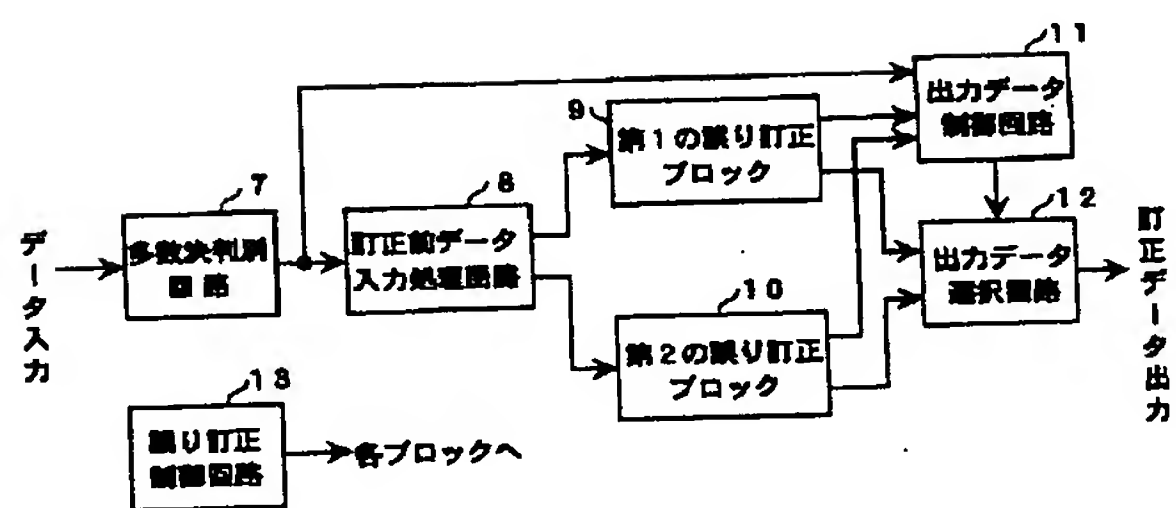 データ入力
7
多数決判別
回路
8
訂正前データ
入力処理回路
9
第1の誤り訂正
ブロック
10
第2の誤り訂正
ブロック
11
出力データ
制御回路
12
出力データ
選択回路
訂正データ出力
13
誤り訂正
制御回路
各ブロックへ